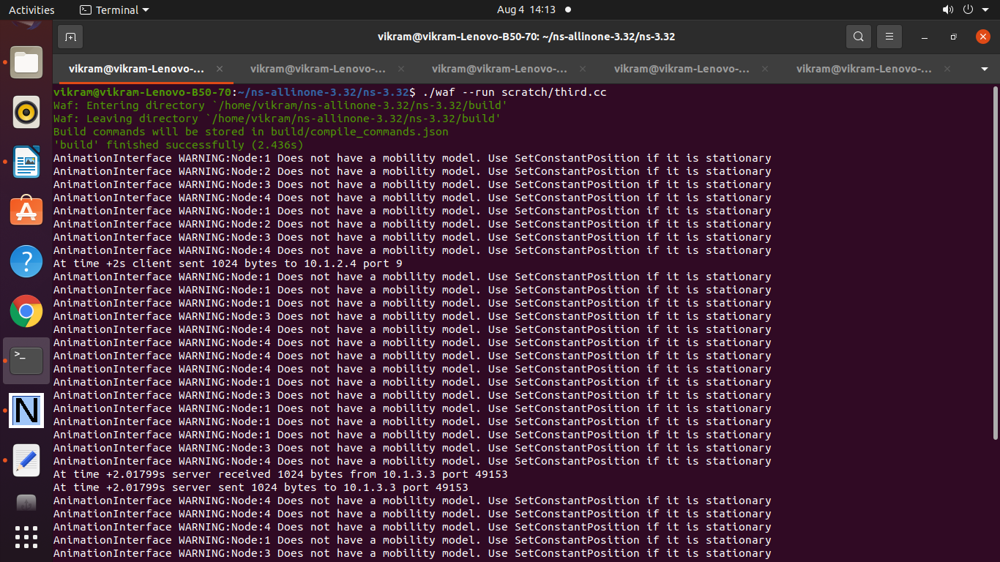 Activities
Terminal
Aug 4 14:13
vikram@vikram-Lenovo-B50-70: ~/ns-allinone-3.32/ns-3.32
vikram@vikram-Lenovo-... vikram@vikram-Lenovo-... vikram@vikram-Lenovo-... vikram@vikram-Lenovo-... vikram@vikram-Lenovo-...
vikram@vikram-Lenovo-B50-70:~/ns-allinone-3.32/ns-3.32$ ./waf --run scratch/third.cc
Waf: Entering directory `/home/vikram/ns-allinone-3.32/ns-3.32/build'
Waf: Leaving directory `/home/vikram/ns-allinone-3.32/ns-3.32/build'
Build commands will be stored in build/compile_commands.json
'build' finished successfully (2.436s)
AnimationInterface WARNING:Node:1 Does not have a mobility model. Use SetConstantPosition if it is stationary
AnimationInterface WARNING:Node:2 Does not have a mobility model. Use SetConstantPosition if it is stationary
AnimationInterface WARNING:Node:3 Does not have a mobility model. Use SetConstantPosition if it is stationary
AnimationInterface WARNING:Node:4 Does not have a mobility model. Use SetConstantPosition if it is stationary
AnimationInterface WARNING:Node:1 Does not have a mobility model. Use SetConstantPosition if it is stationary
AnimationInterface WARNING:Node:2 Does not have a mobility model. Use SetConstantPosition if it is stationary
AnimationInterface WARNING:Node:3 Does not have a mobility model. Use SetConstantPosition if it is stationary
AnimationInterface WARNING:Node:4 Does not have a mobility model. Use SetConstantPosition if it is stationary
At time +2s client sent 1024 bytes to 10.1.2.4 port 9
AnimationInterface WARNING:Node:1 Does not have a mobility model. Use SetConstantPosition if it is stationary
AnimationInterface WARNING:Node:1 Does not have a mobility model. Use SetConstantPosition if it is stationary
AnimationInterface WARNING:Node:1 Does not have a mobility model. Use SetConstantPosition if it is stationary
AnimationInterface WARNING:Node:3 Does not have a mobility model. Use SetConstantPosition if it is stationary
AnimationInterface WARNING:Node:4 Does not have a mobility model. Use SetConstantPosition if it is stationary
AnimationInterface WARNING:Node:4 Does not have a mobility model. Use SetConstantPosition if it is stationary
AnimationInterface WARNING:Node:4 Does not have a mobility model. Use SetConstantPosition if it is stationary
AnimationInterface WARNING:Node:4 Does not have a mobility model. Use SetConstantPosition if it is stationary
AnimationInterface WARNING:Node:1 Does not have a mobility model. Use SetConstantPosition if it is stationary
AnimationInterface WARNING:Node:3 Does not have a mobility model. Use SetConstantPosition if it is stationary
AnimationInterface WARNING:Node:1 Does not have a mobility model. Use SetConstantPosition if it is stationary
AnimationInterface WARNING:Node:1 Does not have a mobility model. Use SetConstantPosition if it is stationary
AnimationInterface WARNING:Node:1 Does not have a mobility model. Use SetConstantPosition if it is stationary
AnimationInterface WARNING:Node:3 Does not have a mobility model. Use SetConstantPosition if it is stationary
AnimationInterface WARNING:Node:4 Does not have a mobility model. Use SetConstantPosition if it is stationary
At time +2.01799s server received 1024 bytes from 10.1.3.3 port 49153
At time +2.01799s server sent 1024 bytes to 10.1.3.3 port 49153
AnimationInterface WARNING:Node:4 Does not have a mobility model. Use SetConstantPosition if it is stationary
AnimationInterface WARNING:Node:4 Does not have a mobility model. Use SetConstantPosition if it is stationary
AnimationInterface WARNING:Node:4 Does not have a mobility model. Use SetConstantPosition if it is stationary
AnimationInterface WARNING:Node:1 Does not have a mobility model. Use SetConstantPosition if it is stationary
AnimationInterface WARNING:Node:3 Does not have a mobility model. Use SetConstantPosition if it is stationary